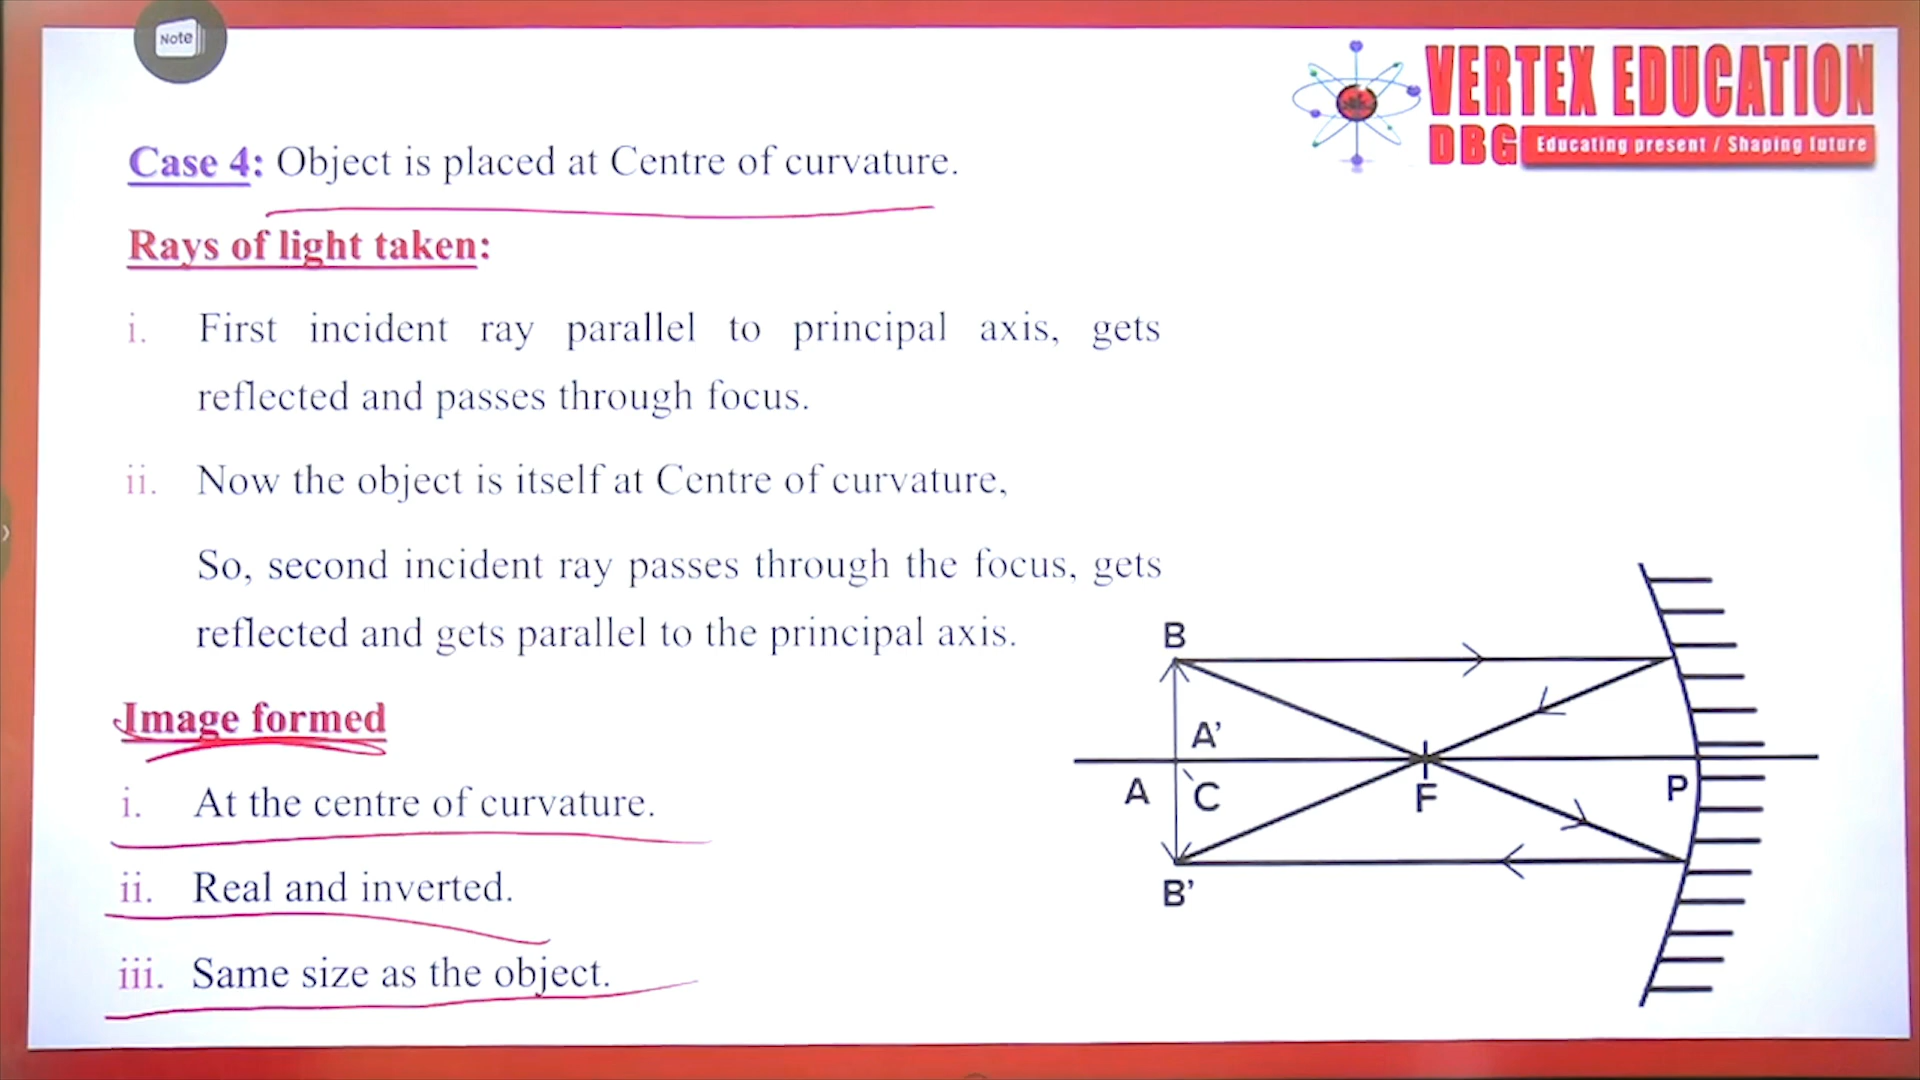 Note
VERTEX EDUCATION
DBG Educating present / Shaping future
Case 4: Object is placed at Centre of curvature.
Rays of light taken:
i. First incident ray parallel to principal axis, gets
reflected and passes through focus.
ii. Now the object is itself at Centre of curvature,
So, second incident ray passes through the focus, gets
reflected and gets parallel to the principal axis.
Image formed
i. At the centre of curvature.
ii. Real and inverted.
iii. Same size as the object.
B
A’
A C F P
B’